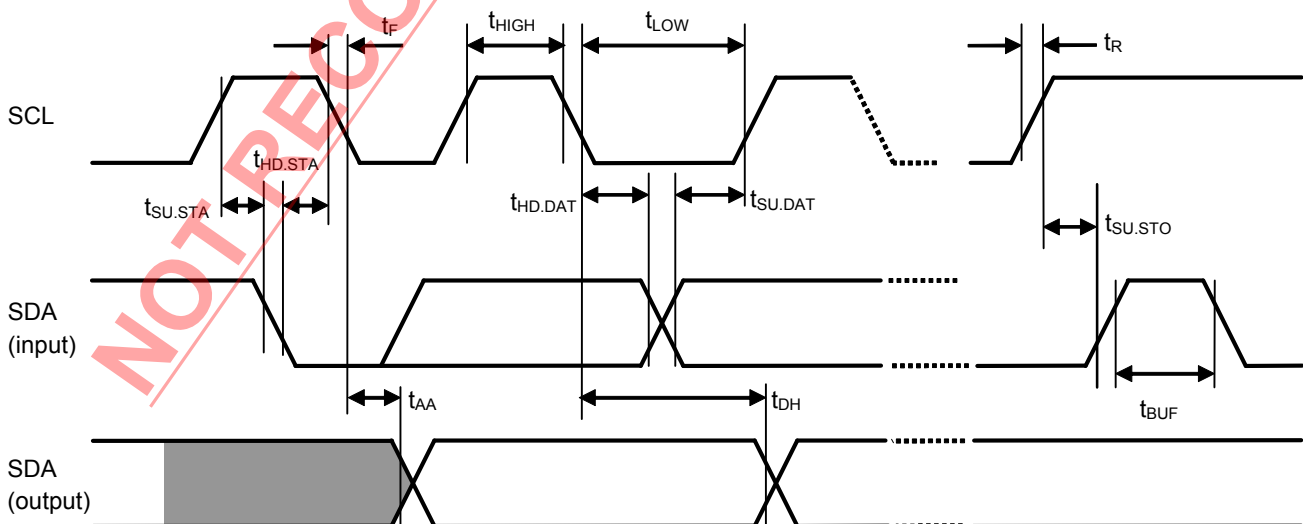 tF
tHIGH
tLOW
tR
SCL
tHD.STA
tSU.STA
tHD.DAT
tSU.DAT
tSU.STO
SDA
(input)
tAA
tDH
tBUF
SDA
(output)
NOT RECO